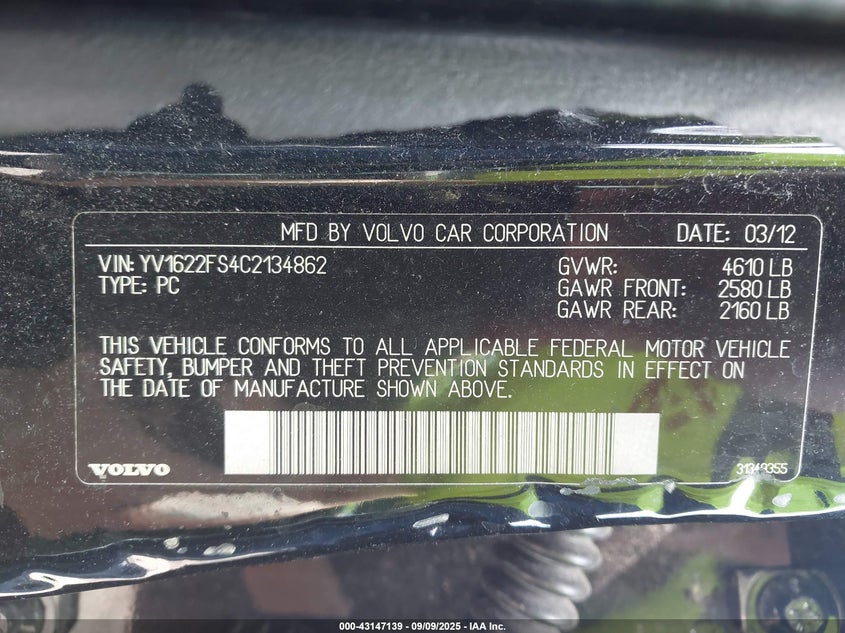 MFD BY VOLVO CAR CORPORATION DATE: 03/12
VIN: YV1622FS4C2134862 GVWR: 4610 LB
TYPE: PC GAWR FRONT: 2580 LB
GAWR REAR: 2160 LB
THIS VEHICLE CONFORMS TO ALL APPLICABLE FEDERAL MOTOR VEHICLE
SAFETY, BUMPER AND THEFT PREVENTION STANDARDS IN EFFECT ON
THE DATE OF MANUFACTURE SHOWN ABOVE.
VOLVO
000-43147139 - 09/09/2025 - IAA Inc.